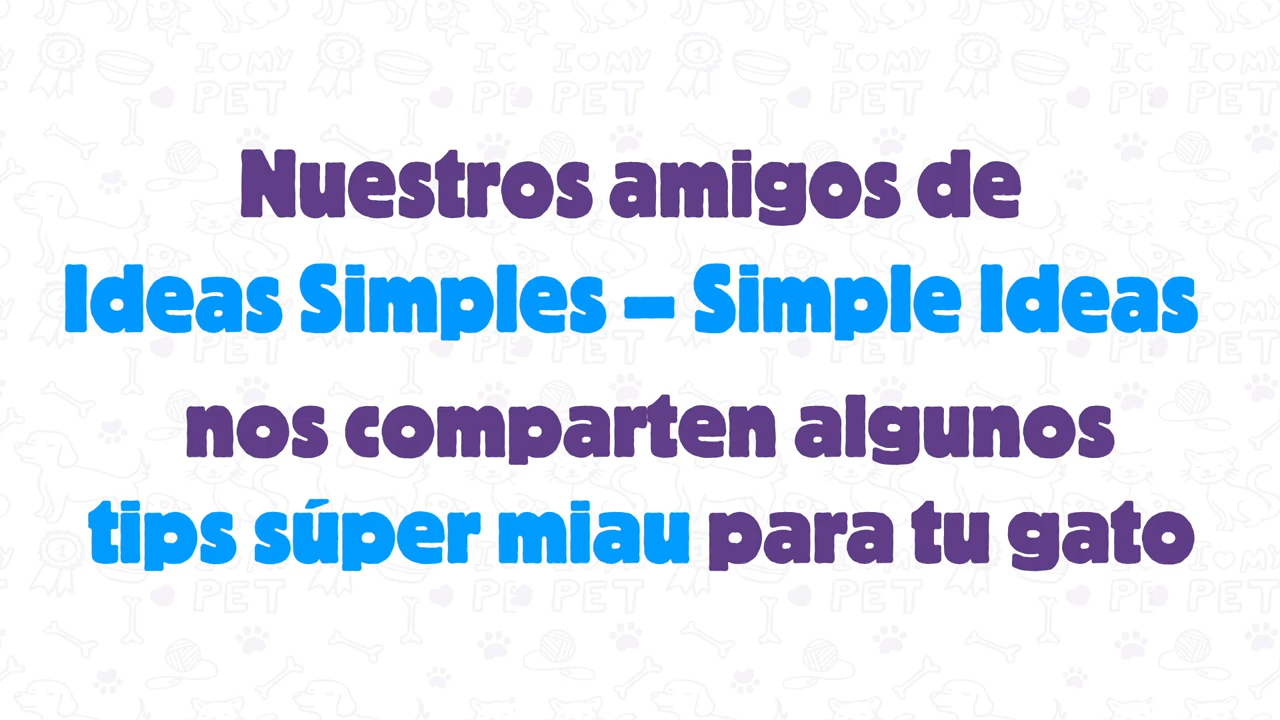 Nuestros amigos de
Ideas Simples – Simple Ideas
nos comparten algunos
tips súper miau para tu gato